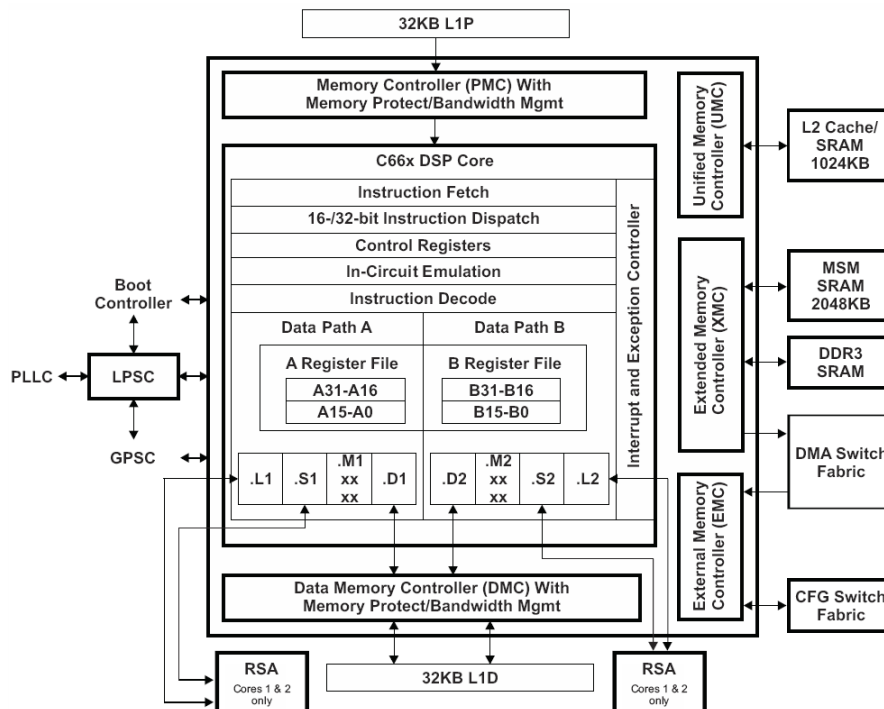 32KB L1P
Memory Controller (PMC) With
Memory Protect/Bandwidth Mgmt
C66x DSP Core
Instruction Fetch
16-/32-bit Instruction Dispatch
Control Registers
In-Circuit Emulation
Instruction Decode
Data Path A
Data Path B
A Register File
B Register File
A31-A16
A15-A0
B31-B16
B15-B0
.L1
.S1
.M1
xx
xx
.D1
.D2
.M2
xx
xx
.S2
.L2
Interrupt and Exception Controller
Data Memory Controller (DMC) With
Memory Protect/Bandwidth Mgmt
32KB L1D
Boot
Controller
PLLC
LPSC
GPSC
RSA
Cores 1 & 2
only
RSA
Cores 1 & 2
only
Unified Memory
Controller (UMC)
Extended Memory
Controller (XMC)
External Memory
Controller (EMC)
L2 Cache/
SRAM
1024KB
MSM
SRAM
2048KB
DDR3
SRAM
DMA Switch
Fabric
CFG Switch
Fabric